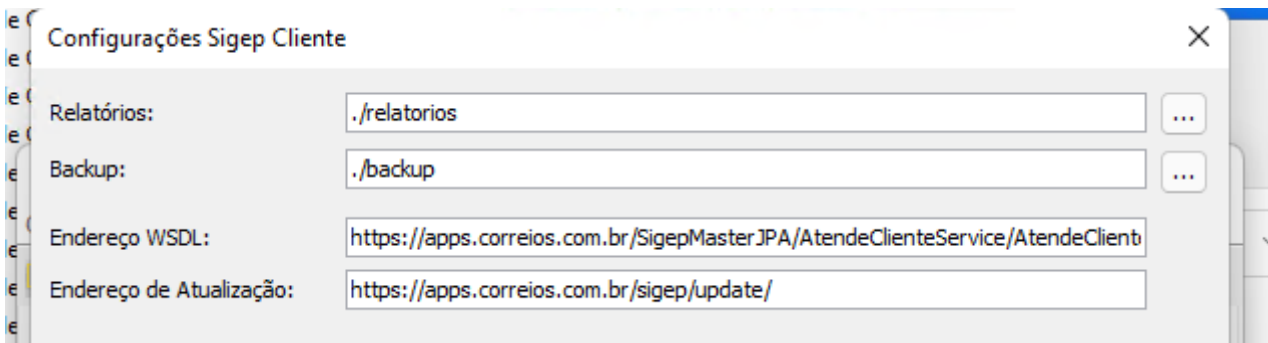 Configurações Sigep Cliente
Relatórios: ./relatorios ...
Backup: ./backup ...
Endereço WSDL: https://apps.correios.com.br/SigepMasterJPA/AtendeClienteService/AtendeClient
Endereço de Atualização: https://apps.correios.com.br/sigep/update/